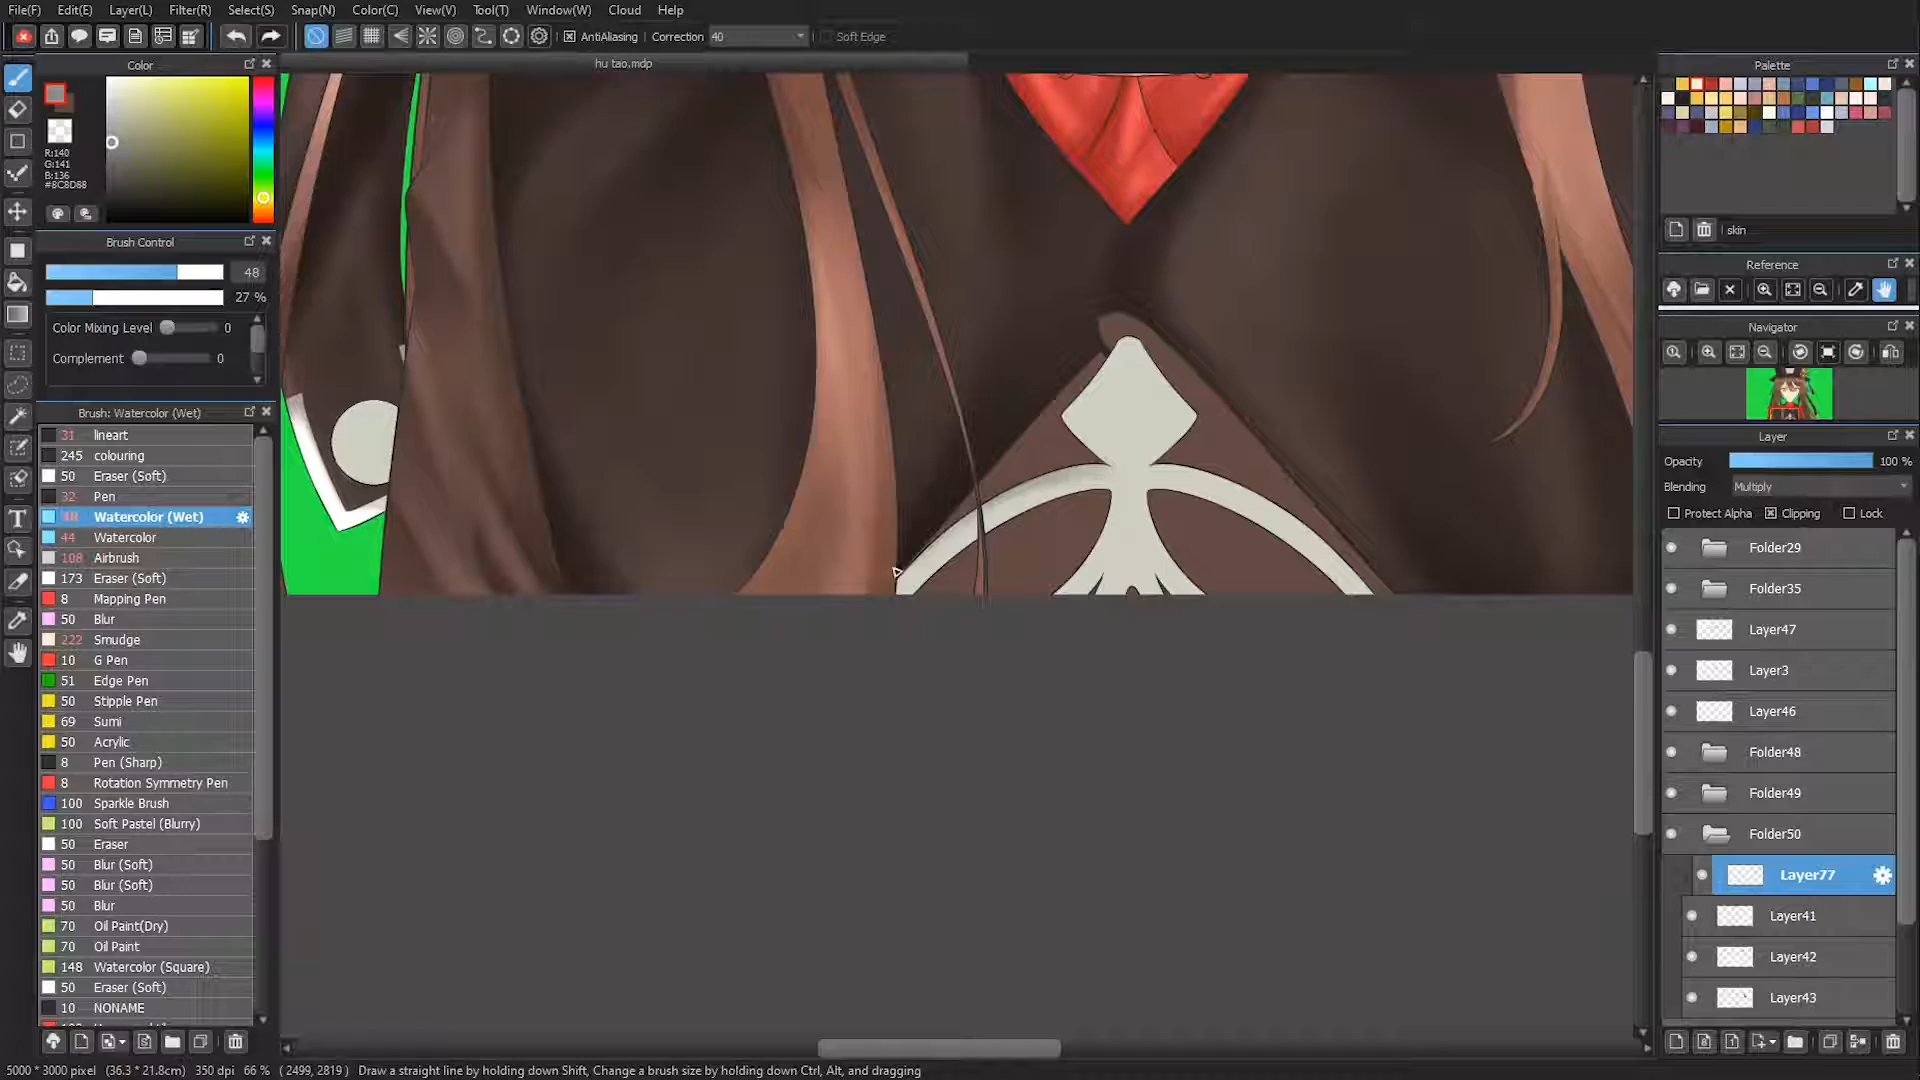 File(F) Edit(E) Layer(L) Filter(R) Select(S) Snap(N) Color(C) View(V) Tool(T) Window(W) Cloud Help
AntiAliasing Correction 40 Soft Edge
Color
hu tao.mdp
Palette
R:140
G:141
B:136
#8C8D88
skin
Brush Control
48
27 %
Color Mixing Level 0
Complement 0
Reference
Navigator
Brush: Watercolor (Wet)
31 lineart
245 colouring
50 Eraser (Soft)
32 Pen
48 Watercolor (Wet)
44 Watercolor
108 Airbrush
173 Eraser (Soft)
8 Mapping Pen
50 Blur
222 Smudge
10 G Pen
51 Edge Pen
50 Stipple Pen
69 Sumi
50 Acrylic
8 Pen (Sharp)
8 Rotation Symmetry Pen
100 Sparkle Brush
100 Soft Pastel (Blurry)
50 Eraser
50 Blur (Soft)
50 Blur (Soft)
50 Blur
70 Oil Paint(Dry)
70 Oil Paint
148 Watercolor (Square)
50 Eraser (Soft)
10 NONAME
Layer
Opacity 100 %
Blending Multiply
Protect Alpha Clipping Lock
Folder29
Folder35
Layer47
Layer3
Layer46
Folder48
Folder49
Folder50
Layer77
Layer41
Layer42
Layer43
5000 * 3000 pixel (36.3 * 21.8cm) 350 dpi 66 % ( 2499, 2819 ) Draw a straight line by holding down Shift, Change a brush size by holding down Ctrl, Alt, and dragging